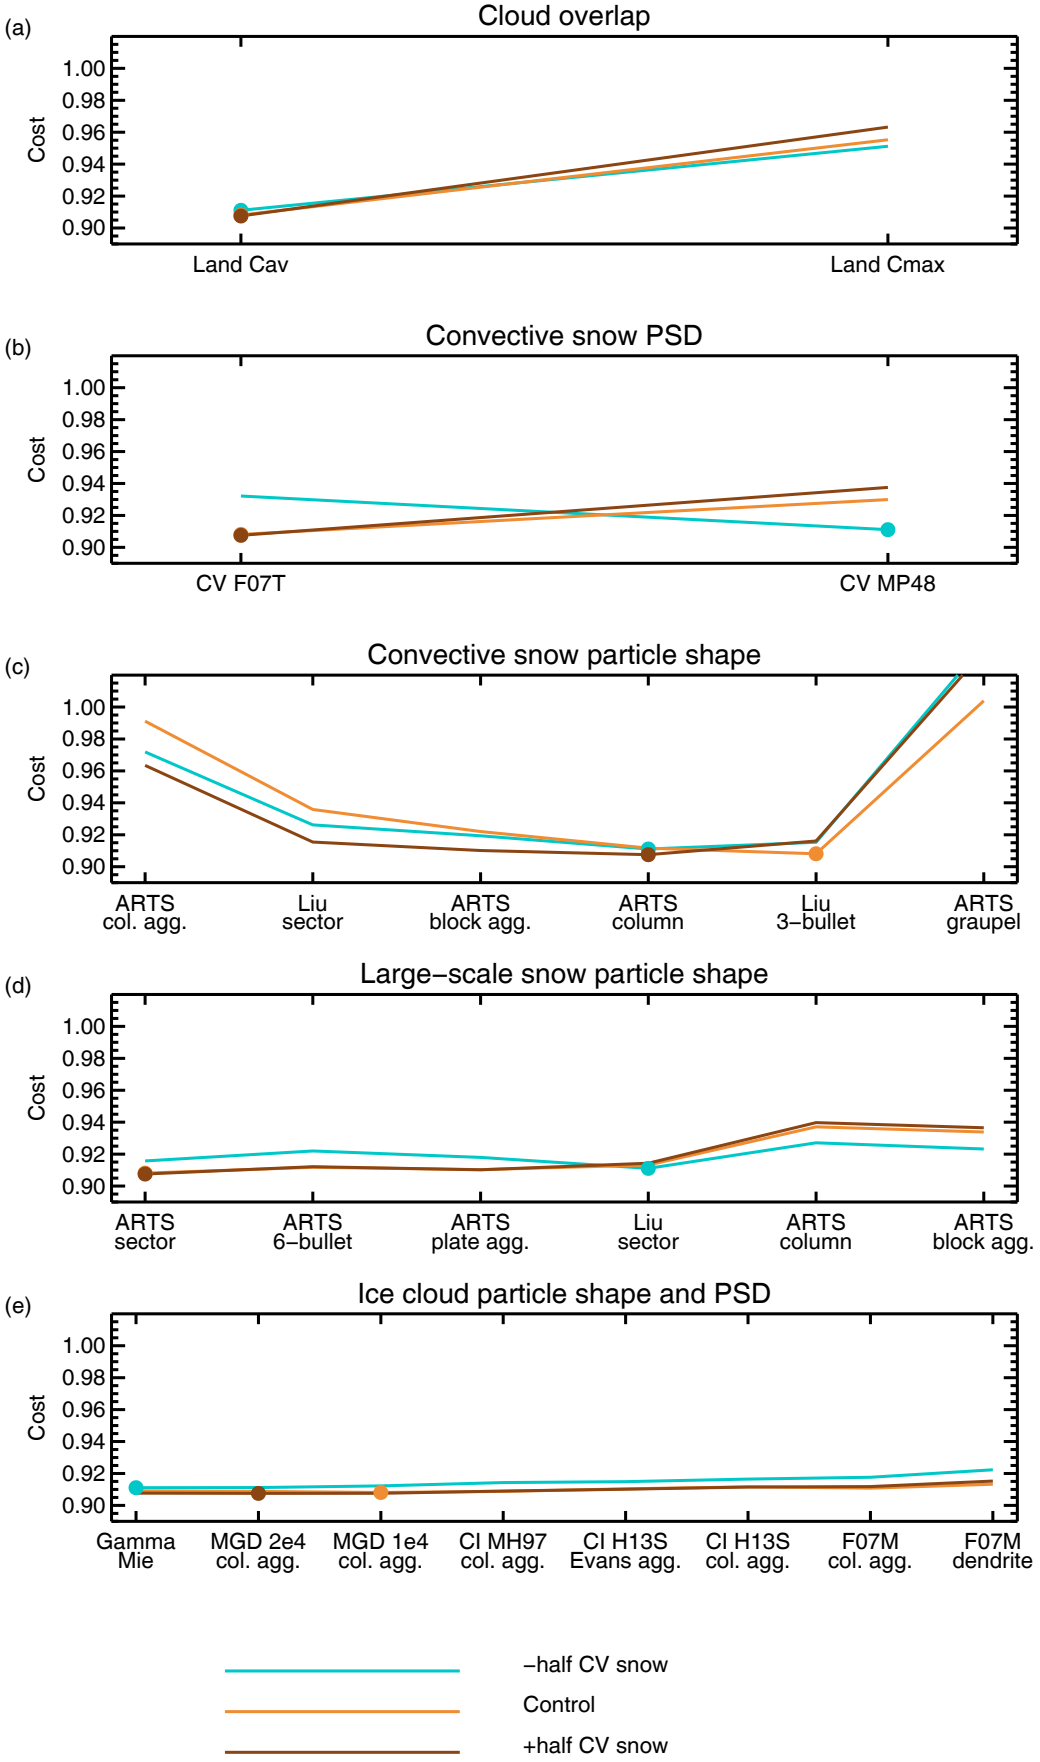 (a)
Cloud overlap
1.00
0.98
0.96
0.94
0.92
0.90
Cost
Land Cav
Land Cmax
(b)
Convective snow PSD
1.00
0.98
0.96
0.94
0.92
0.90
Cost
CV F07T
CV MP48
(c)
Convective snow particle shape
1.00
0.98
0.96
0.94
0.92
0.90
Cost
ARTS
col. agg.
Liu
sector
ARTS
block agg.
ARTS
column
Liu
3−bullet
ARTS
graupel
(d)
Large−scale snow particle shape
1.00
0.98
0.96
0.94
0.92
0.90
Cost
ARTS
sector
ARTS
6−bullet
ARTS
plate agg.
Liu
sector
ARTS
column
ARTS
block agg.
(e)
Ice cloud particle shape and PSD
1.00
0.98
0.96
0.94
0.92
0.90
Cost
Gamma
Mie
MGD 2e4
col. agg.
MGD 1e4
col. agg.
CI MH97
col. agg.
CI H13S
Evans agg.
CI H13S
col. agg.
F07M
col. agg.
F07M
dendrite
−half CV snow
Control
+half CV snow